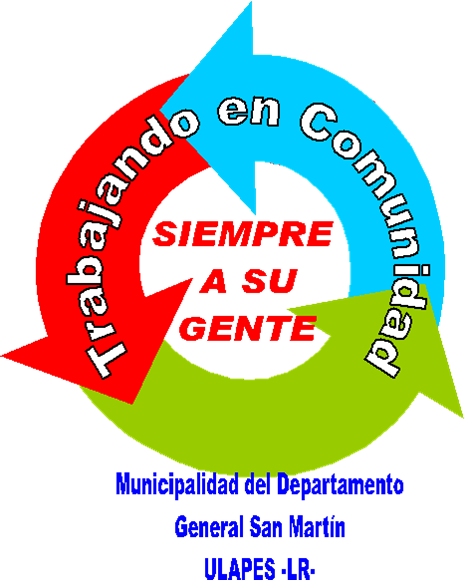 Trabajando en Comunidad
SIEMPRE
A SU
GENTE
Municipalidad del Departamento
General San Martín
ULAPES -LR-